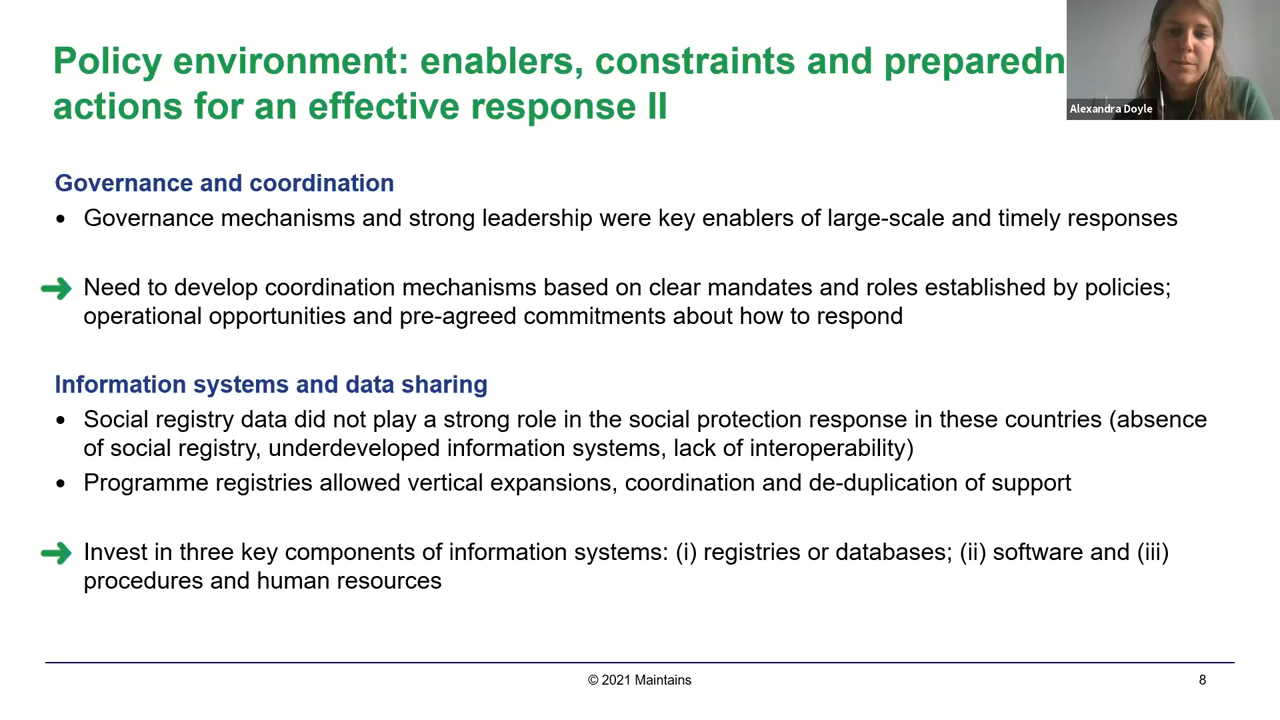 Policy environment: enablers, constraints and preparedn
actions for an effective response II
Alexandra Doyle
Governance and coordination
• Governance mechanisms and strong leadership were key enablers of large-scale and timely responses
Need to develop coordination mechanisms based on clear mandates and roles established by policies;
operational opportunities and pre-agreed commitments about how to respond
Information systems and data sharing
• Social registry data did not play a strong role in the social protection response in these countries (absence
of social registry, underdeveloped information systems, lack of interoperability)
• Programme registries allowed vertical expansions, coordination and de-duplication of support
Invest in three key components of information systems: (i) registries or databases; (ii) software and (iii)
procedures and human resources
© 2021 Maintains
8